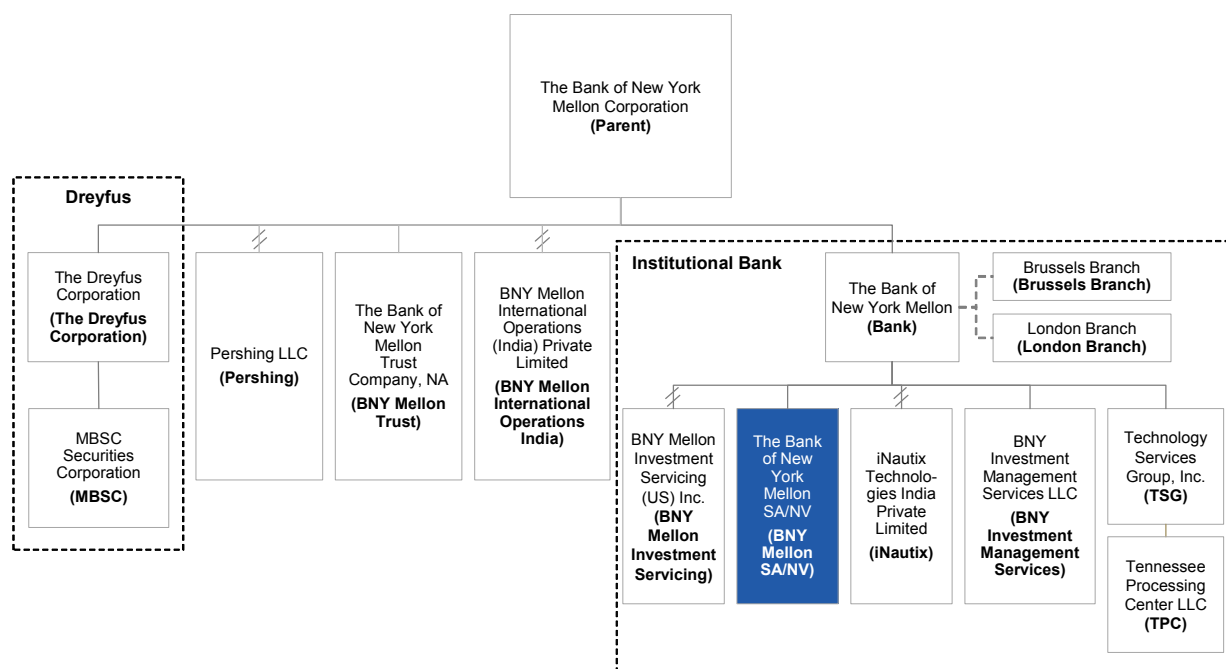 The Bank of New York
Mellon Corporation
(Parent)
Dreyfus
The Dreyfus
Corporation
(The Dreyfus
Corporation)
MBSC
Securities
Corporation
(MBSC)
Pershing LLC
(Pershing)
The Bank of
New York
Mellon
Trust
Company, NA
(BNY Mellon
Trust)
BNY Mellon
International
Operations
(India) Private
Limited
(BNY Mellon
International
Operations
India)
Institutional Bank
The Bank of
New York Mellon
(Bank)
Brussels Branch
(Brussels Branch)
London Branch
(London Branch)
BNY Mellon
Investment
Servicing
(US) Inc.
(BNY
Mellon
Investment
Servicing)
The Bank
of New
York
Mellon
SA/NV
(BNY
Mellon
SA/NV)
iNautix
Technolo-
gies India
Private
Limited
(iNautix)
BNY
Investment
Management
Services LLC
(BNY
Investment
Management
Services)
Technology
Services
Group, Inc.
(TSG)
Tennessee
Processing
Center LLC
(TPC)